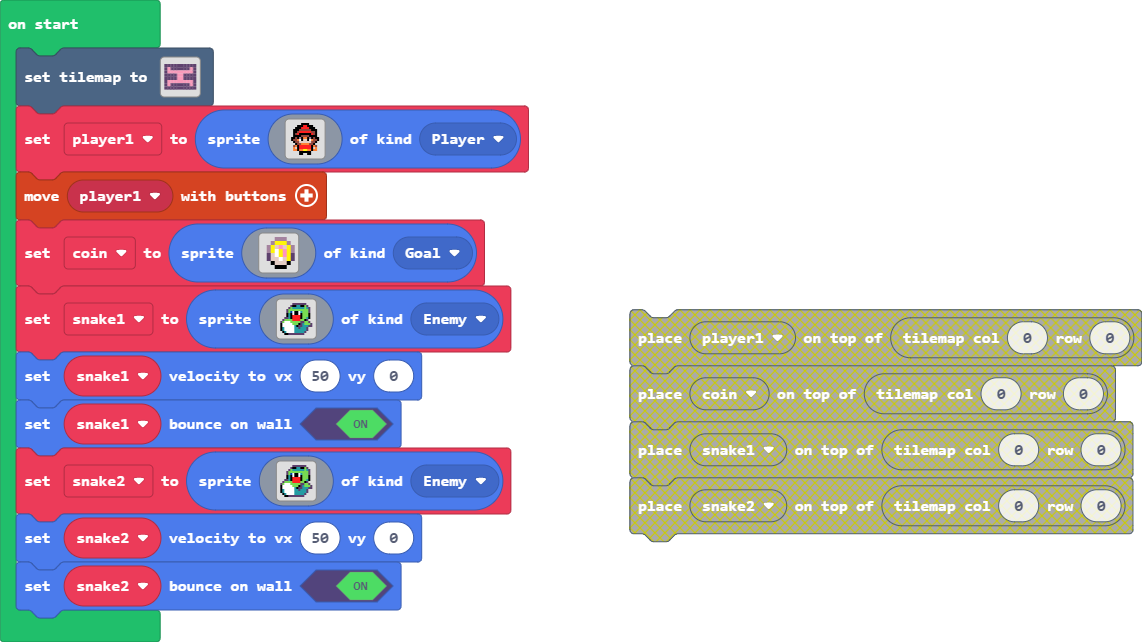 on start
set tilemap to
set player1 to sprite of kind Player
move player1 with buttons
set coin to sprite of kind Goal
set snake1 to sprite of kind Enemy
set snake1 velocity to vx 50 vy 0
set snake1 bounce on wall ON
set snake2 to sprite of kind Enemy
set snake2 velocity to vx 50 vy 0
set snake2 bounce on wall ON
place player1 on top of tilemap col 0 row 0
place coin on top of tilemap col 0 row 0
place snake1 on top of tilemap col 0 row 0
place snake2 on top of tilemap col 0 row 0